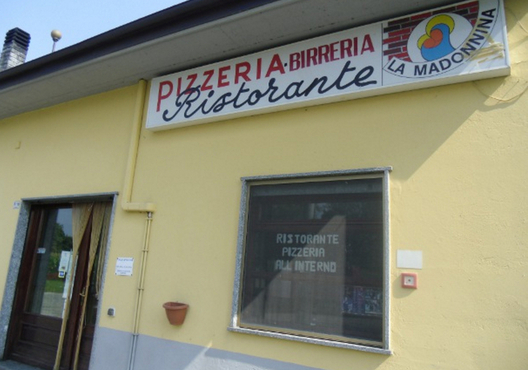 PIZZERIA·BIRRERIA
Ristorante
LA MADONNINA
RISTORANTE
PIZZERIA
ALL'INTERNO